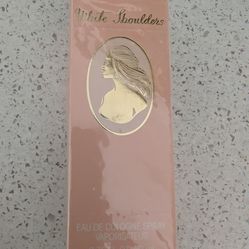 White Shoulders
EAU DE COLOGNE SPRAY
VAPORISATEUR